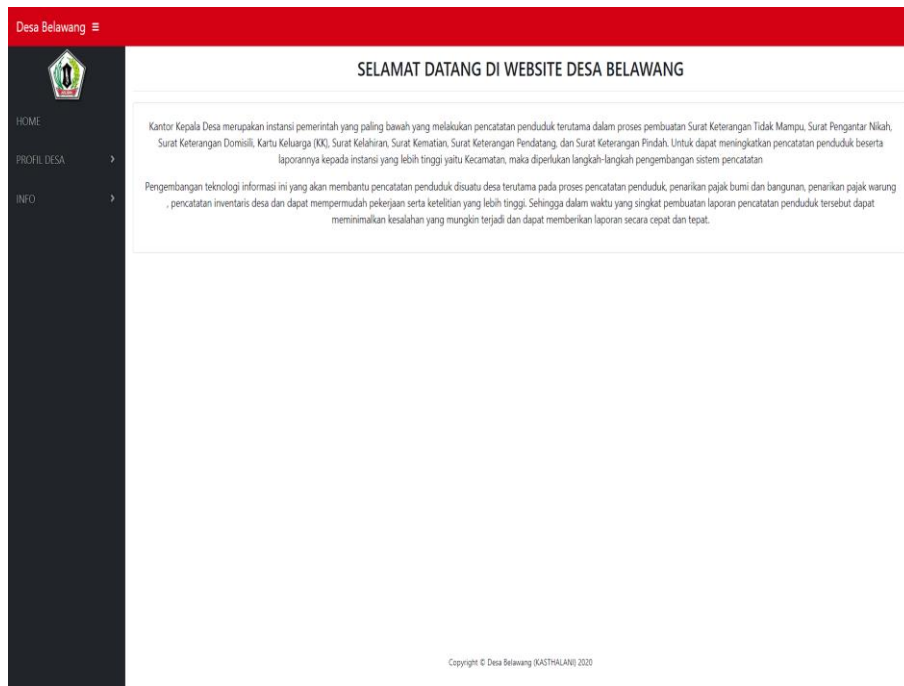 Desa Belawang ≡
SELAMAT DATANG DI WEBSITE DESA BELAWANG
HOME
PROFIL DESA
INFO
Kantor Kepala Desa merupakan instansi pemerintah yang paling bawah yang melakukan pencatatan penduduk terutama dalam proses pembuatan Surat Keterangan Tidak Mampu, Surat Pengantar Nikah,
Surat Keterangan Domisili, Kartu Keluarga (KK), Surat Kelahiran, Surat Kematian, Surat Keterangan Pendatang, dan Surat Keterangan Pindah. Untuk dapat meningkatkan pencatatan penduduk beserta
laporannya kepada instansi yang lebih tinggi yaitu Kecamatan, maka diperlukan langkah-langkah pengembangan sistem pencatatan
Pengembangan teknologi informasi ini yang akan membantu pencatatan penduduk disuatu desa terutama pada proses pencatatan penduduk, penarikan pajak bumi dan bangunan, penarikan pajak warung
, pencatatan inventaris desa dan dapat mempermudah pekerjaan serta ketelitian yang lebih tinggi. Sehingga dalam waktu yang singkat pembuatan laporan pencatatan penduduk tersebut dapat
meminimalkan kesalahan yang mungkin terjadi dan dapat memberikan laporan secara cepat dan tepat.
Copyright © Desa Belawang (KASTHALANI) 2020